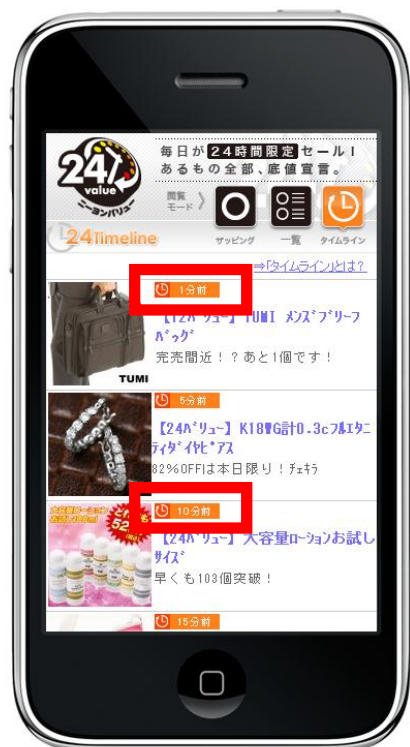 毎日が24時間限定セール！
あるもの全部、底値宣言。
24/7
value
ニーヨンバリュー
閲覧
モード
ザッピング 一覧 タイムライン
24Timeline
⇒「タイムライン」とは？
1分前
【12ﾊﾞﾘｭｰ】TUMI ﾒﾝｽﾞﾌﾞﾘｰﾌ
ﾊﾞｯｸﾞ
完売間近！？あと1個です！
TUMI
5分前
【24ﾊﾞﾘｭｰ】K18WG計0.3cﾌﾙｴﾀﾆ
ﾃｨﾀﾞｲﾔﾋﾟｱｽ
82%OFFは本日限り！ﾁｪｷﾗ
10分前
【24ﾊﾞﾘｭｰ】大容量ﾛｰｼｮﾝお試し
ｻｲｽﾞ
早くも103個突破！
15分前